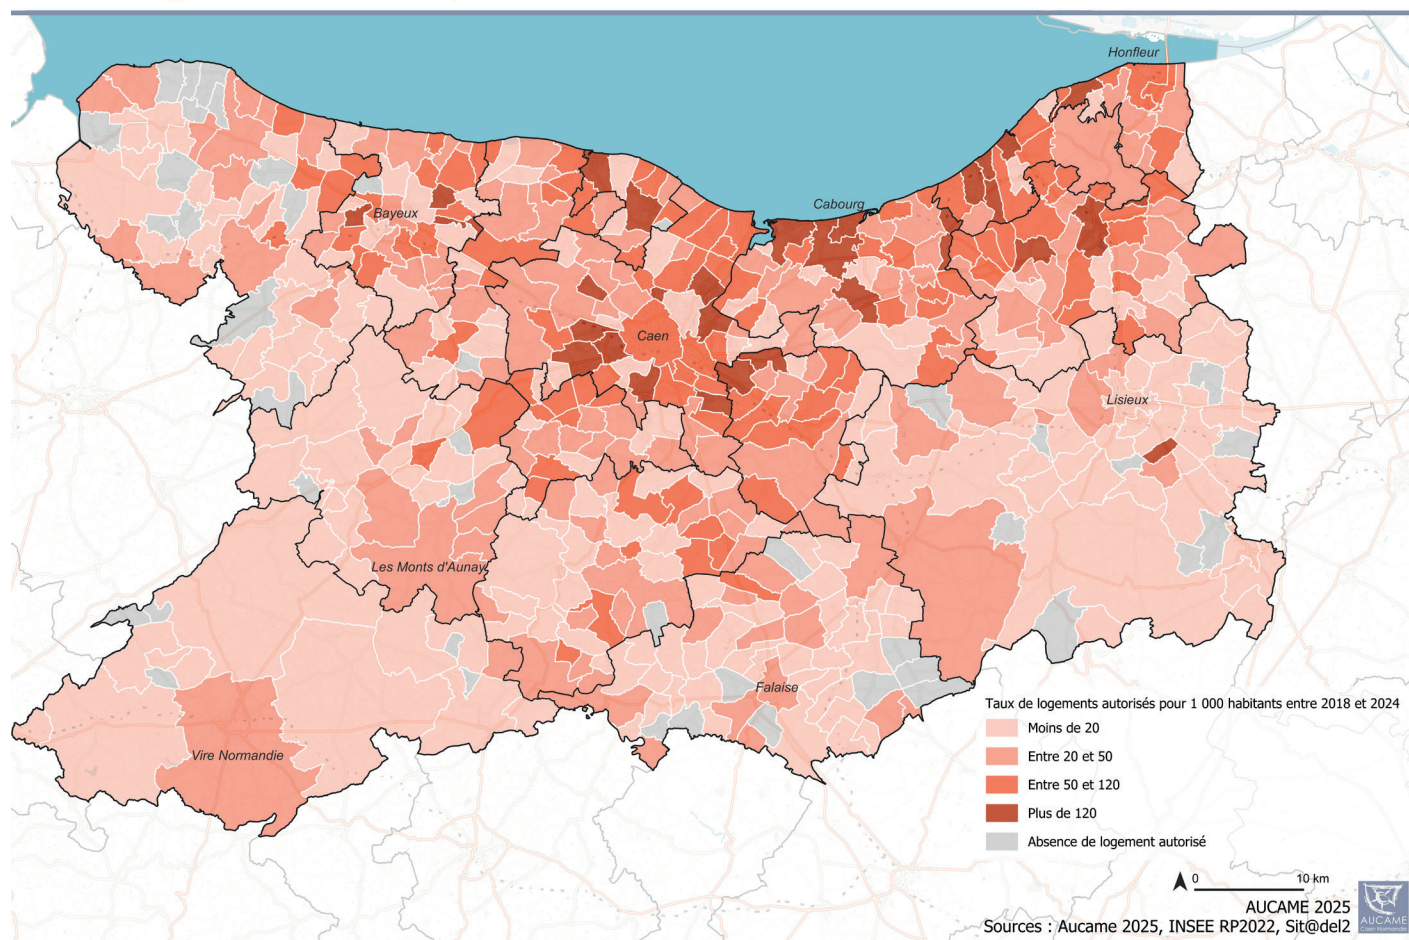 Honfleur
Cabourg
Bayeux
Caen
Lisieux
Les Monts d'Aunay
Falaise
Vire Normandie
Taux de logements autorisés pour 1 000 habitants entre 2018 et 2024
Moins de 20
Entre 20 et 50
Entre 50 et 120
Plus de 120
Absence de logement autorisé
0 10 km
AUCAME 2025
Sources : Aucame 2025, INSEE RP2022, Sit@del2
AUCAME
Caen Normandie